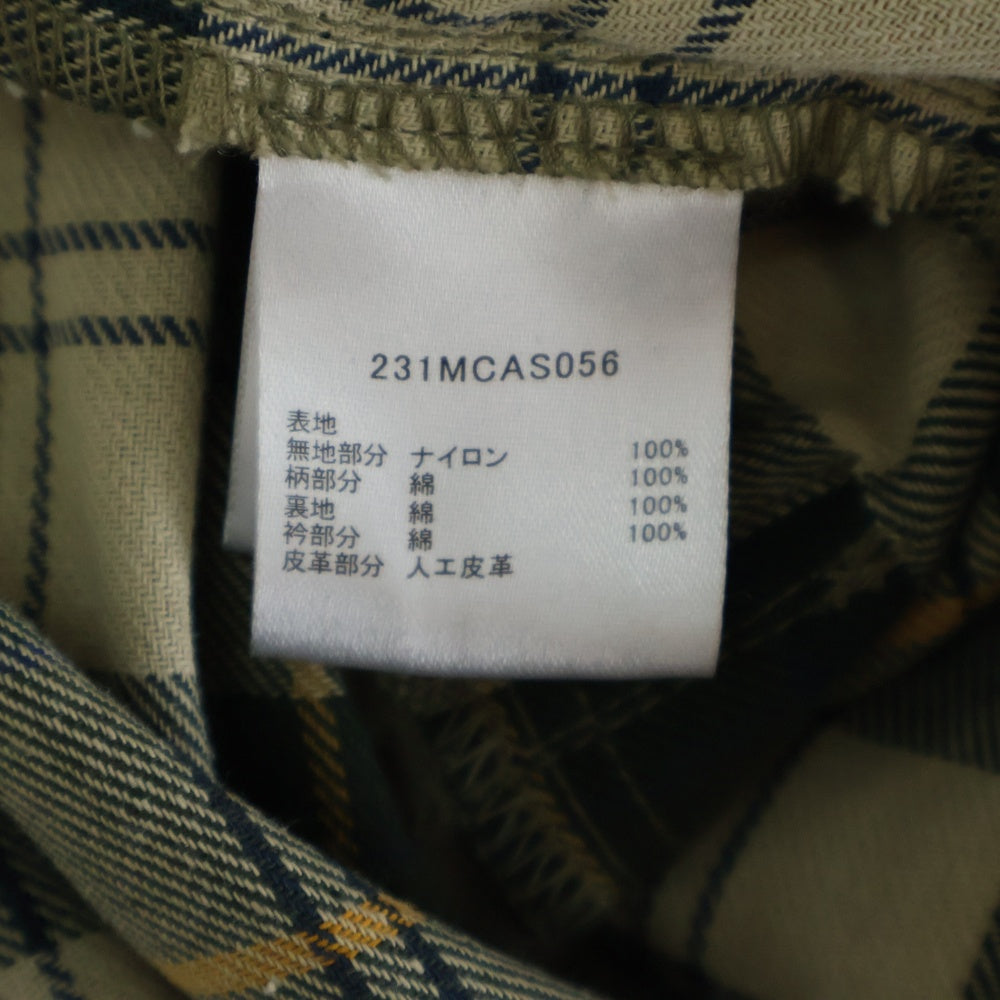 231MCAS056
表地
無地部分 ナイロン 100%
柄部分 綿 100%
裏地 綿 100%
衿部分 綿 100%
皮革部分 人工皮革